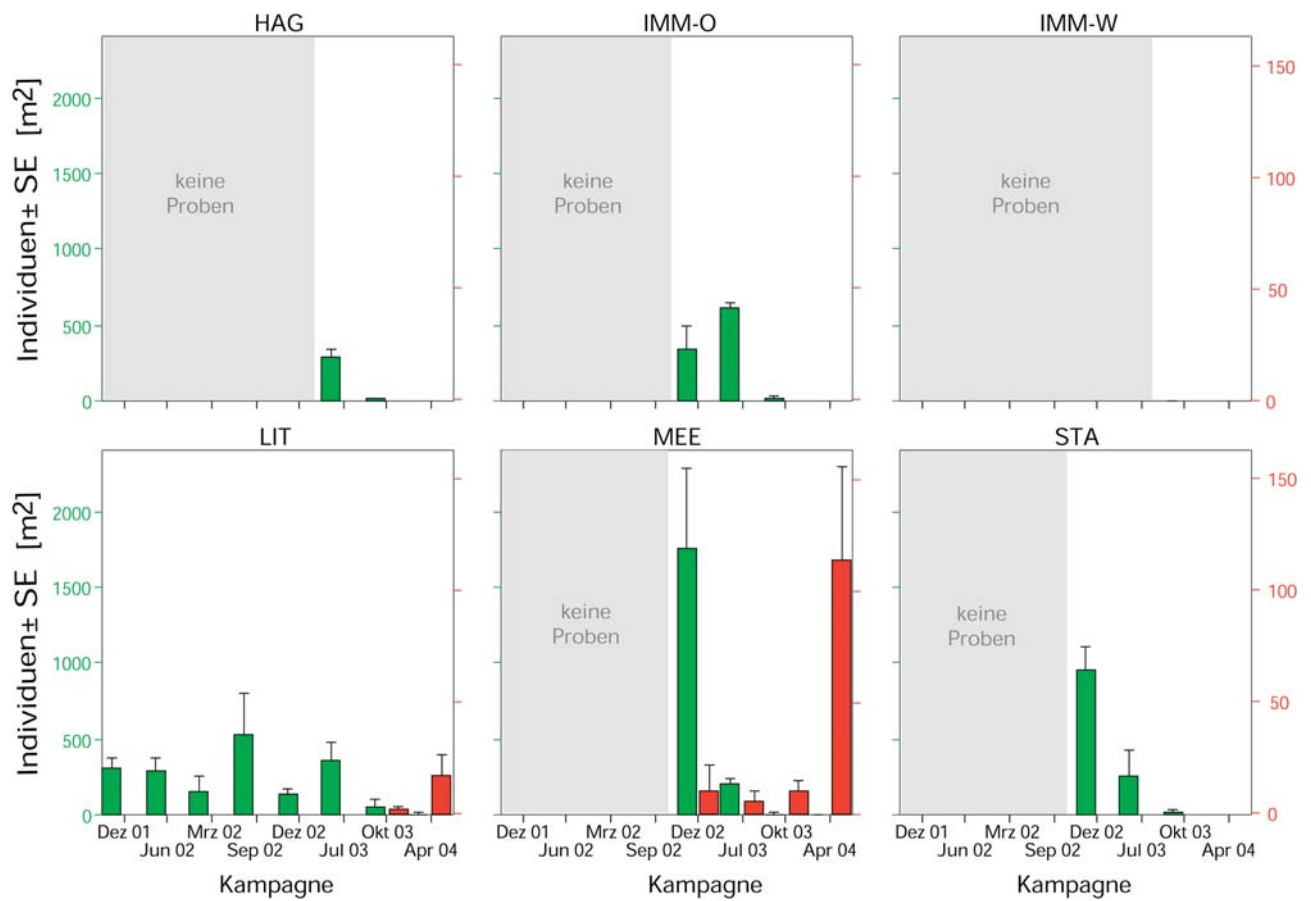 HAG
IMM-O
IMM-W
Individuen± SE [m2]
2000
1500
1000
500
0
keine
Proben
keine
Proben
keine
Proben
150
100
50
0
LIT
MEE
STA
Individuen± SE [m2]
2000
1500
1000
500
0
keine
Proben
keine
Proben
150
100
50
0
Dez 01 Mrz 02 Dez 02 Okt 03
Jun 02 Sep 02 Jul 03 Apr 04
Kampagne
Dez 01 Mrz 02 Dez 02 Okt 03
Jun 02 Sep 02 Jul 03 Apr 04
Kampagne
Dez 01 Mrz 02 Dez 02 Okt 03
Jun 02 Sep 02 Jul 03 Apr 04
Kampagne